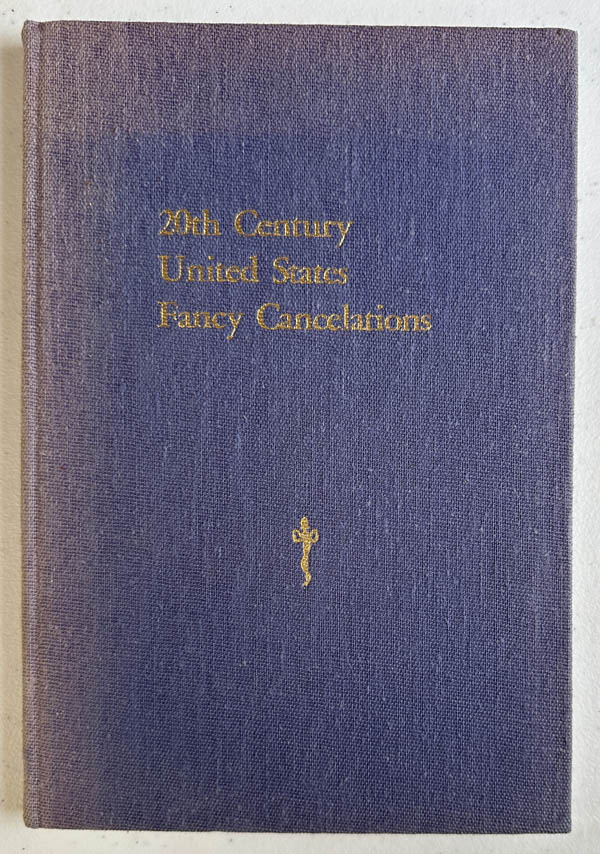 20th Century
United States
Fancy Cancelations